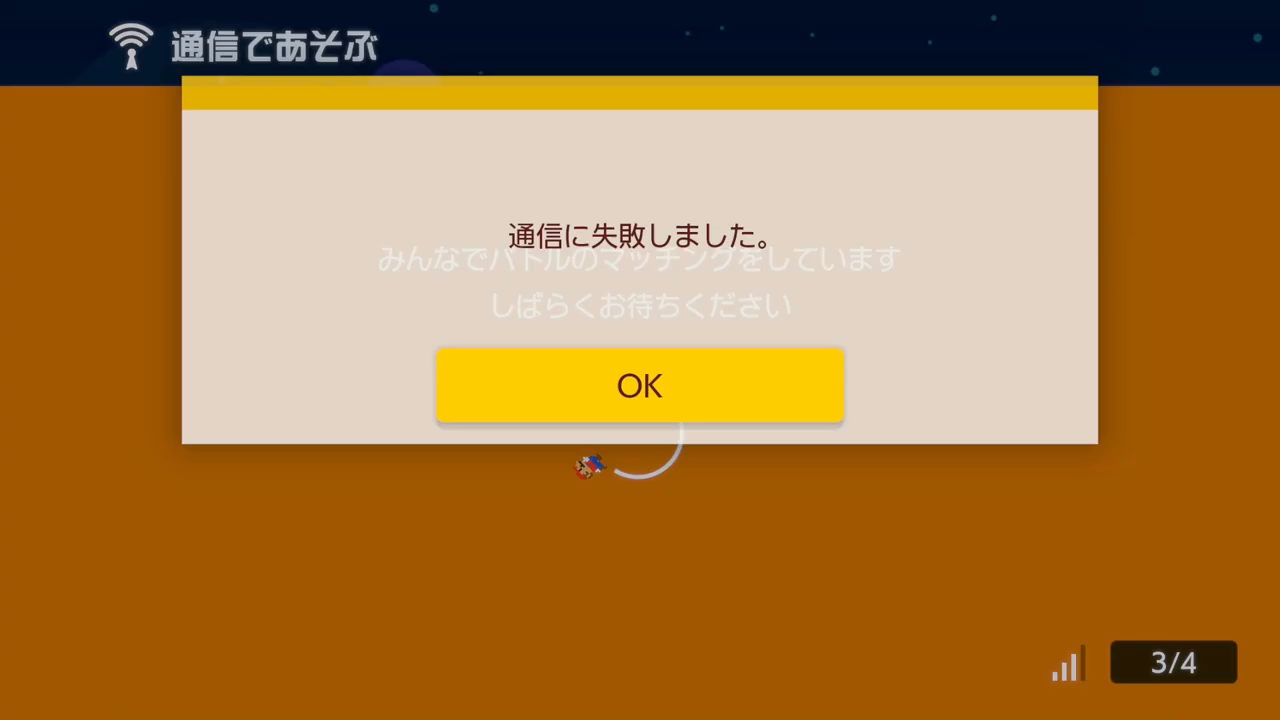 通信であそぶ
通信に失敗しました。
みんなでバトルのマッチングをしています
しばらくお待ちください
OK
3/4